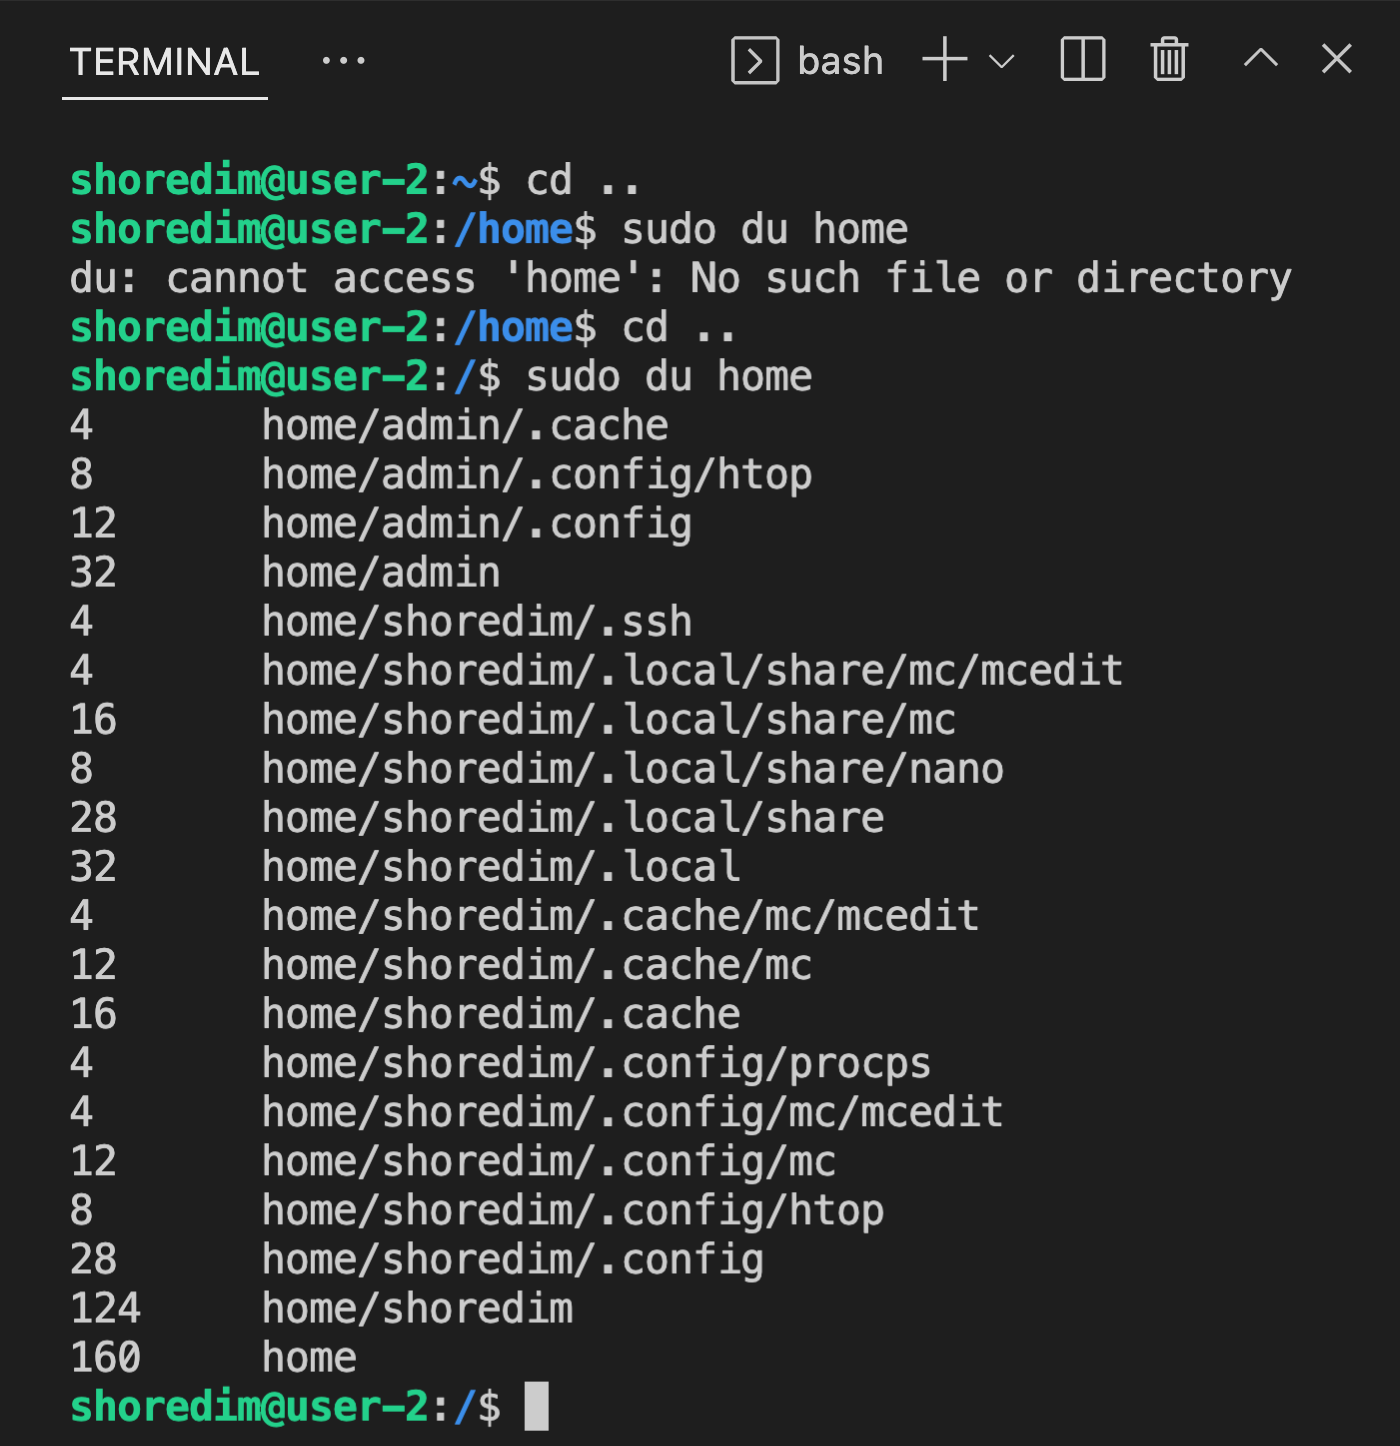 TERMINAL ... bash
shoredim@user-2:~$ cd ..
shoredim@user-2:/home$ sudo du home
du: cannot access 'home': No such file or directory
shoredim@user-2:/home$ cd ..
shoredim@user-2:/$ sudo du home
4 home/admin/.cache
8 home/admin/.config/htop
12 home/admin/.config
32 home/admin
4 home/shoredim/.ssh
4 home/shoredim/.local/share/mc/mcedit
16 home/shoredim/.local/share/mc
8 home/shoredim/.local/share/nano
28 home/shoredim/.local/share
32 home/shoredim/.local
4 home/shoredim/.cache/mc/mcedit
12 home/shoredim/.cache/mc
16 home/shoredim/.cache
4 home/shoredim/.config/procps
4 home/shoredim/.config/mc/mcedit
12 home/shoredim/.config/mc
8 home/shoredim/.config/htop
28 home/shoredim/.config
124 home/shoredim
160 home
shoredim@user-2:/$